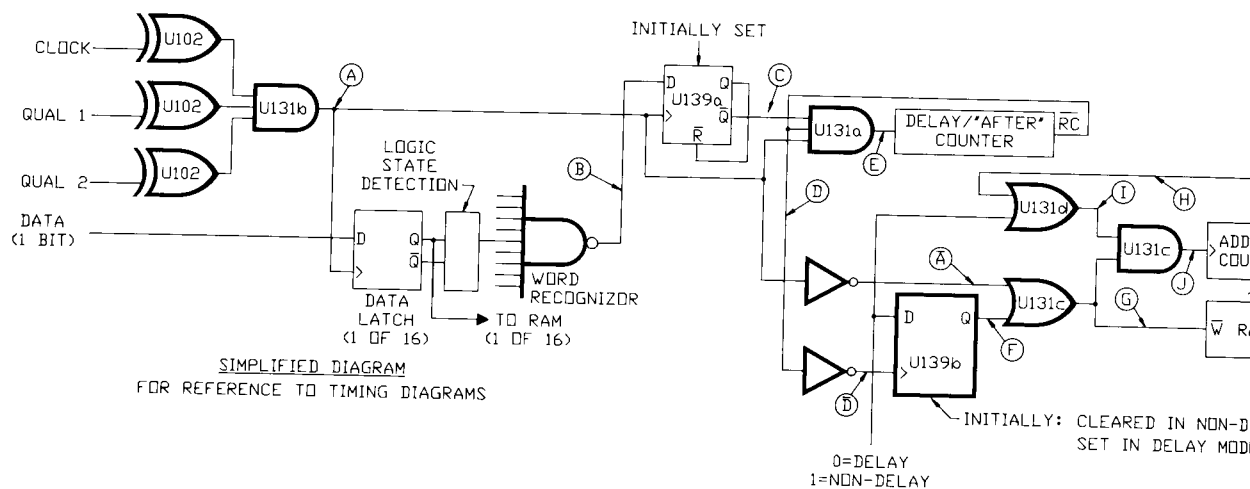 INITIALLY SET
CLOCK
U102
QUAL 1
U102
U131b
A
QUAL 2
U102
DATA
(1 BIT)
LOGIC
STATE
DETECTION
D
Q
Q̅
DATA
LATCH
(1 OF 16)
TO RAM
(1 OF 16)
WORD
RECOGNIZOR
B
D
Q
U139a
Q̅
R̅
C
U131a
E
DELAY/"AFTER"
COUNTER
R̅C̅
D
H
U131d
I
U131c
J
ADD
COU
A̅
U131c
G
W̅ R
D
Q
F
U139b
D̅
INITIALLY: CLEARED IN NON-D
SET IN DELAY MOD
0=DELAY
1=NON-DELAY
SIMPLIFIED DIAGRAM
FOR REFERENCE TO TIMING DIAGRAMS